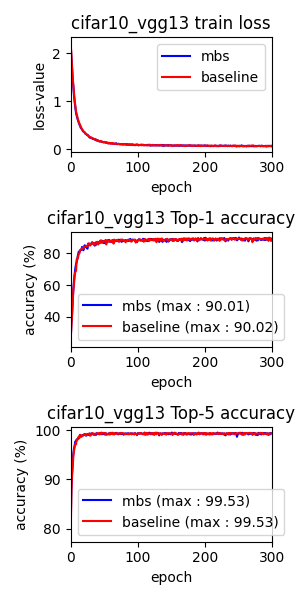 cifar10_vgg13 train loss
2
1
0
loss-value
mbs
baseline
0 100 200 300
epoch
cifar10_vgg13 Top-1 accuracy
80
60
40
accuracy (%)
mbs (max : 90.01)
baseline (max : 90.02)
0 100 200 300
epoch
cifar10_vgg13 Top-5 accuracy
100
90
80
accuracy (%)
mbs (max : 99.53)
baseline (max : 99.53)
0 100 200 300
epoch